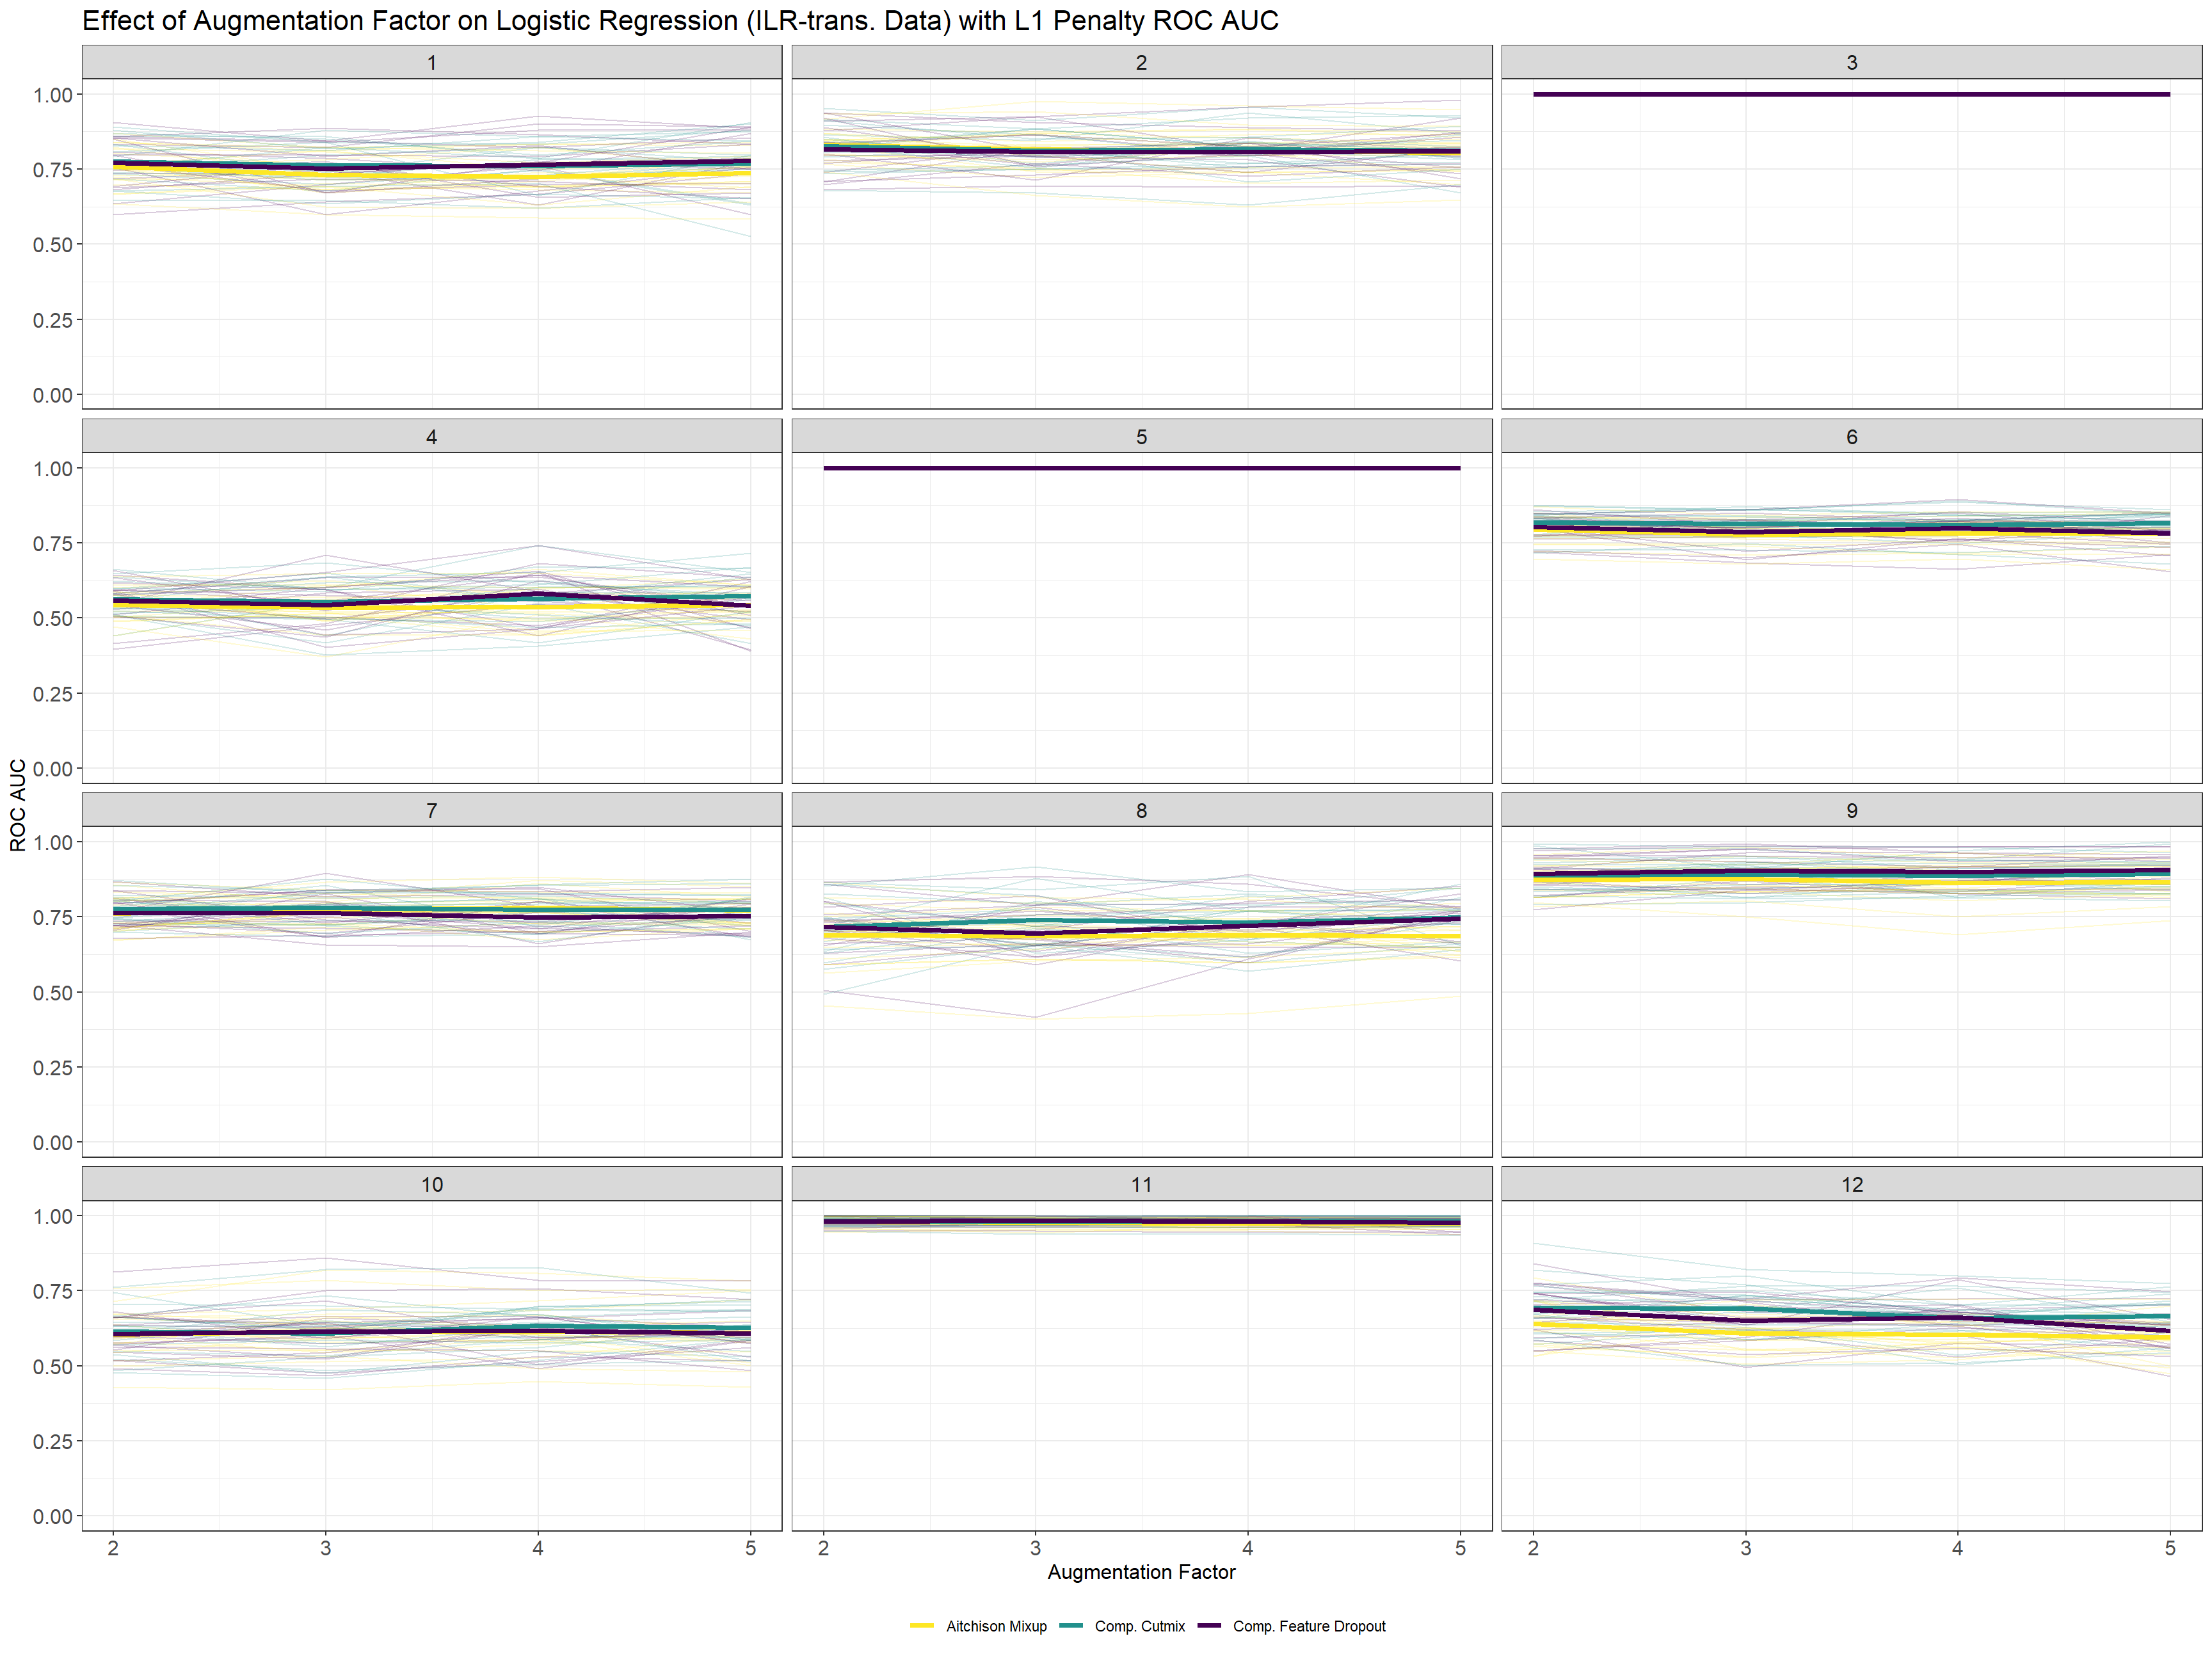 Effect of Augmentation Factor on Logistic Regression (ILR-trans. Data) with L1 Penalty ROC AUC
1 2 3
1.00
0.75
0.50
0.25
0.00
4 5 6
1.00
0.75
0.50
0.25
0.00
ROC AUC
7 8 9
1.00
0.75
0.50
0.25
0.00
10 11 12
1.00
0.75
0.50
0.25
0.00
2 3 4 5 2 3 4 5 2 3 4 5
Augmentation Factor
Aitchison Mixup Comp. Cutmix Comp. Feature Dropout